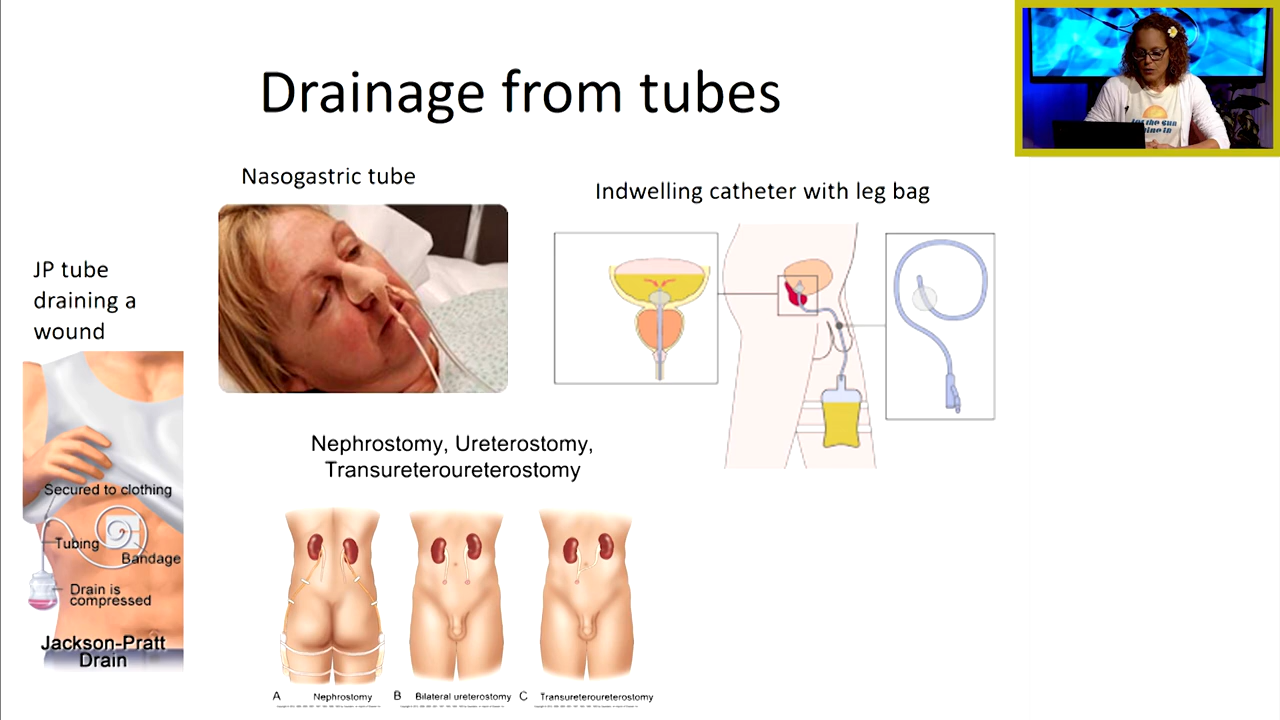 Drainage from tubes
Nasogastric tube
Indwelling catheter with leg bag
JP tube
draining a
wound
Secured to clothing
Tubing
Bandage
Drain is
compressed
Jackson-Pratt
Drain
Nephrostomy, Ureterostomy,
Transureteroureterostomy
A Nephrostomy
B Bilateral ureterostomy
C Transureteroureterostomy